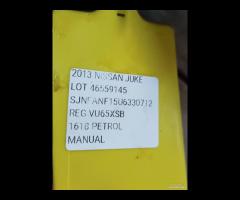 2013 NISSAN JUKE
LOT 46559145
SJNFANF15U6330712
REG VU65XSB
1618 PETROL
MANUAL